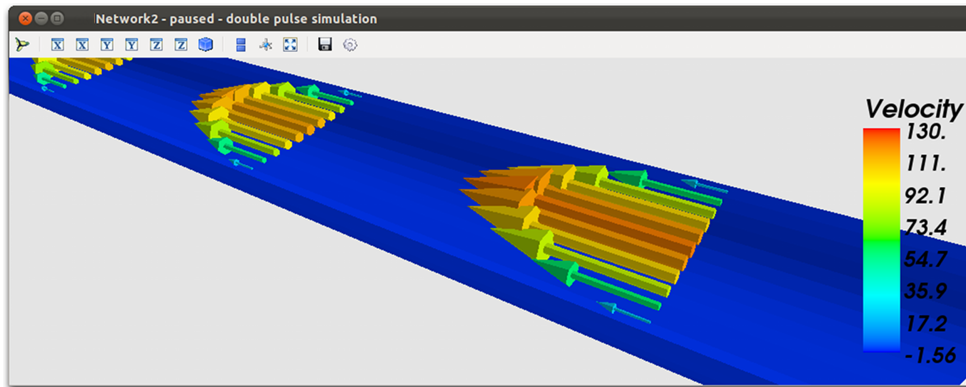 Network2 - paused - double pulse simulation
X X Y Y Z Z
Velocity
130.
111.
92.1
73.4
54.7
35.9
17.2
-1.56